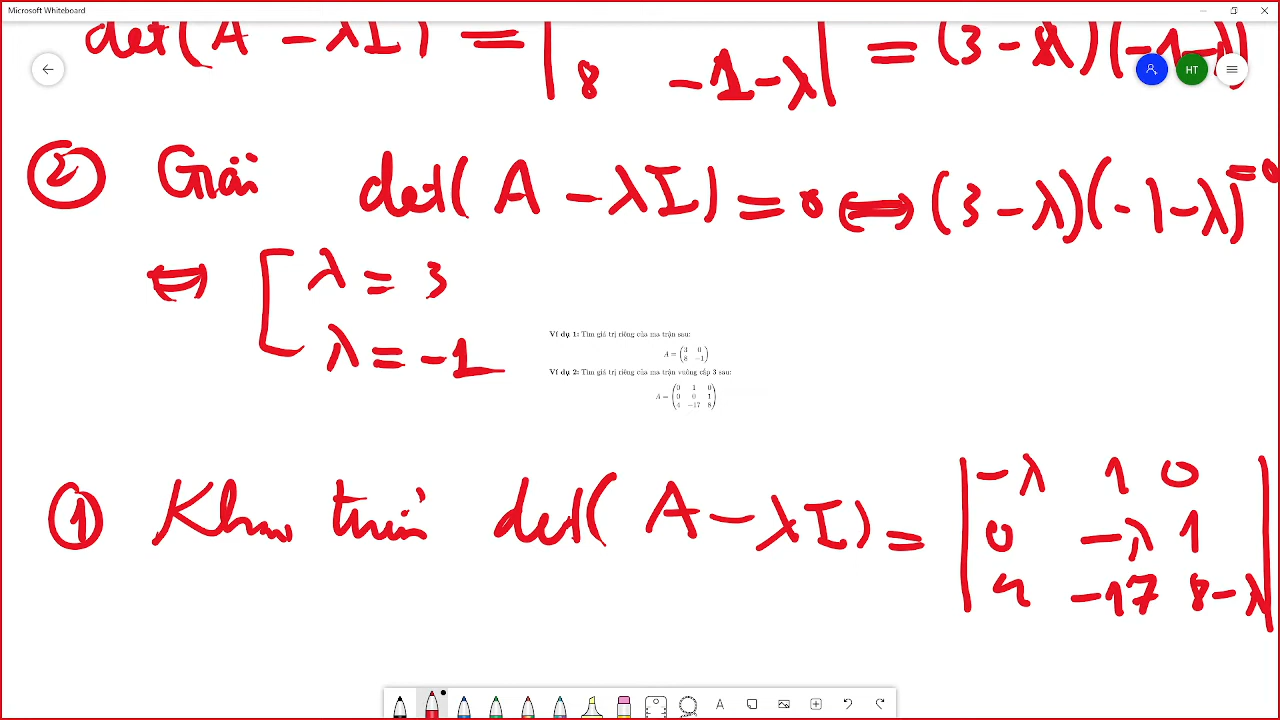 Microsoft Whiteboard
det(A − λI) = | 8 −1−λ | = (3 − λ)(−1−λ)
HT
② Giải det(A − λI) = 0 ⟺ (3 − λ)(−1−λ) = 0
⟺ [ λ = 3
λ = −1
Ví dụ 1: Tìm giá trị riêng của ma trận sau:
A = (3 0
8 −1)
Ví dụ 2: Tìm giá trị riêng của ma trận vuông cấp 3 sau:
A = (0 1 0
0 0 1
4 −17 8)
① Khai triển det(A − λI) = | −λ 1 0
0 −λ 1
4 −17 8−λ |
A